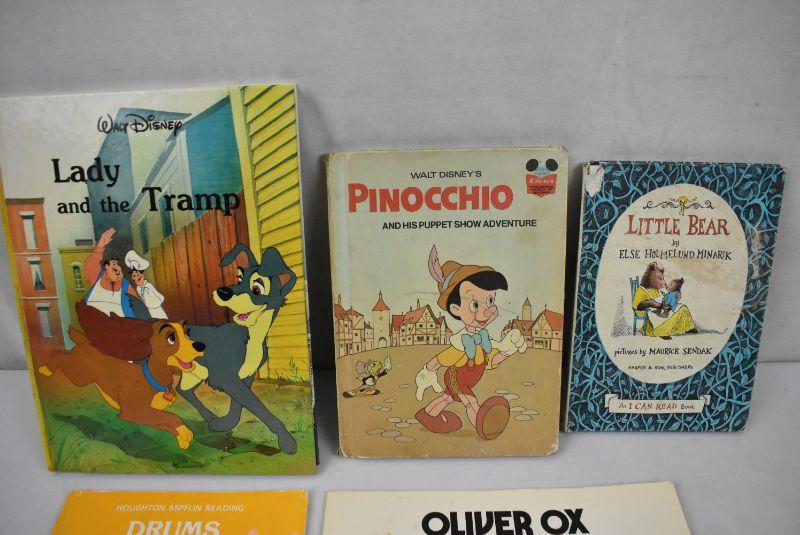 WALT DISNEY
Lady
and the Tramp
WALT DISNEY'S
PINOCCHIO
AND HIS PUPPET SHOW ADVENTURE
LITTLE BEAR
by
ELSE HOLMELUND MINARIK
pictures by MAURICE SENDAK
HARPER & ROW, PUBLISHERS
An I CAN READ Book
HOUGHTON MIFFLIN READING
DRUMS
OLIVER OX